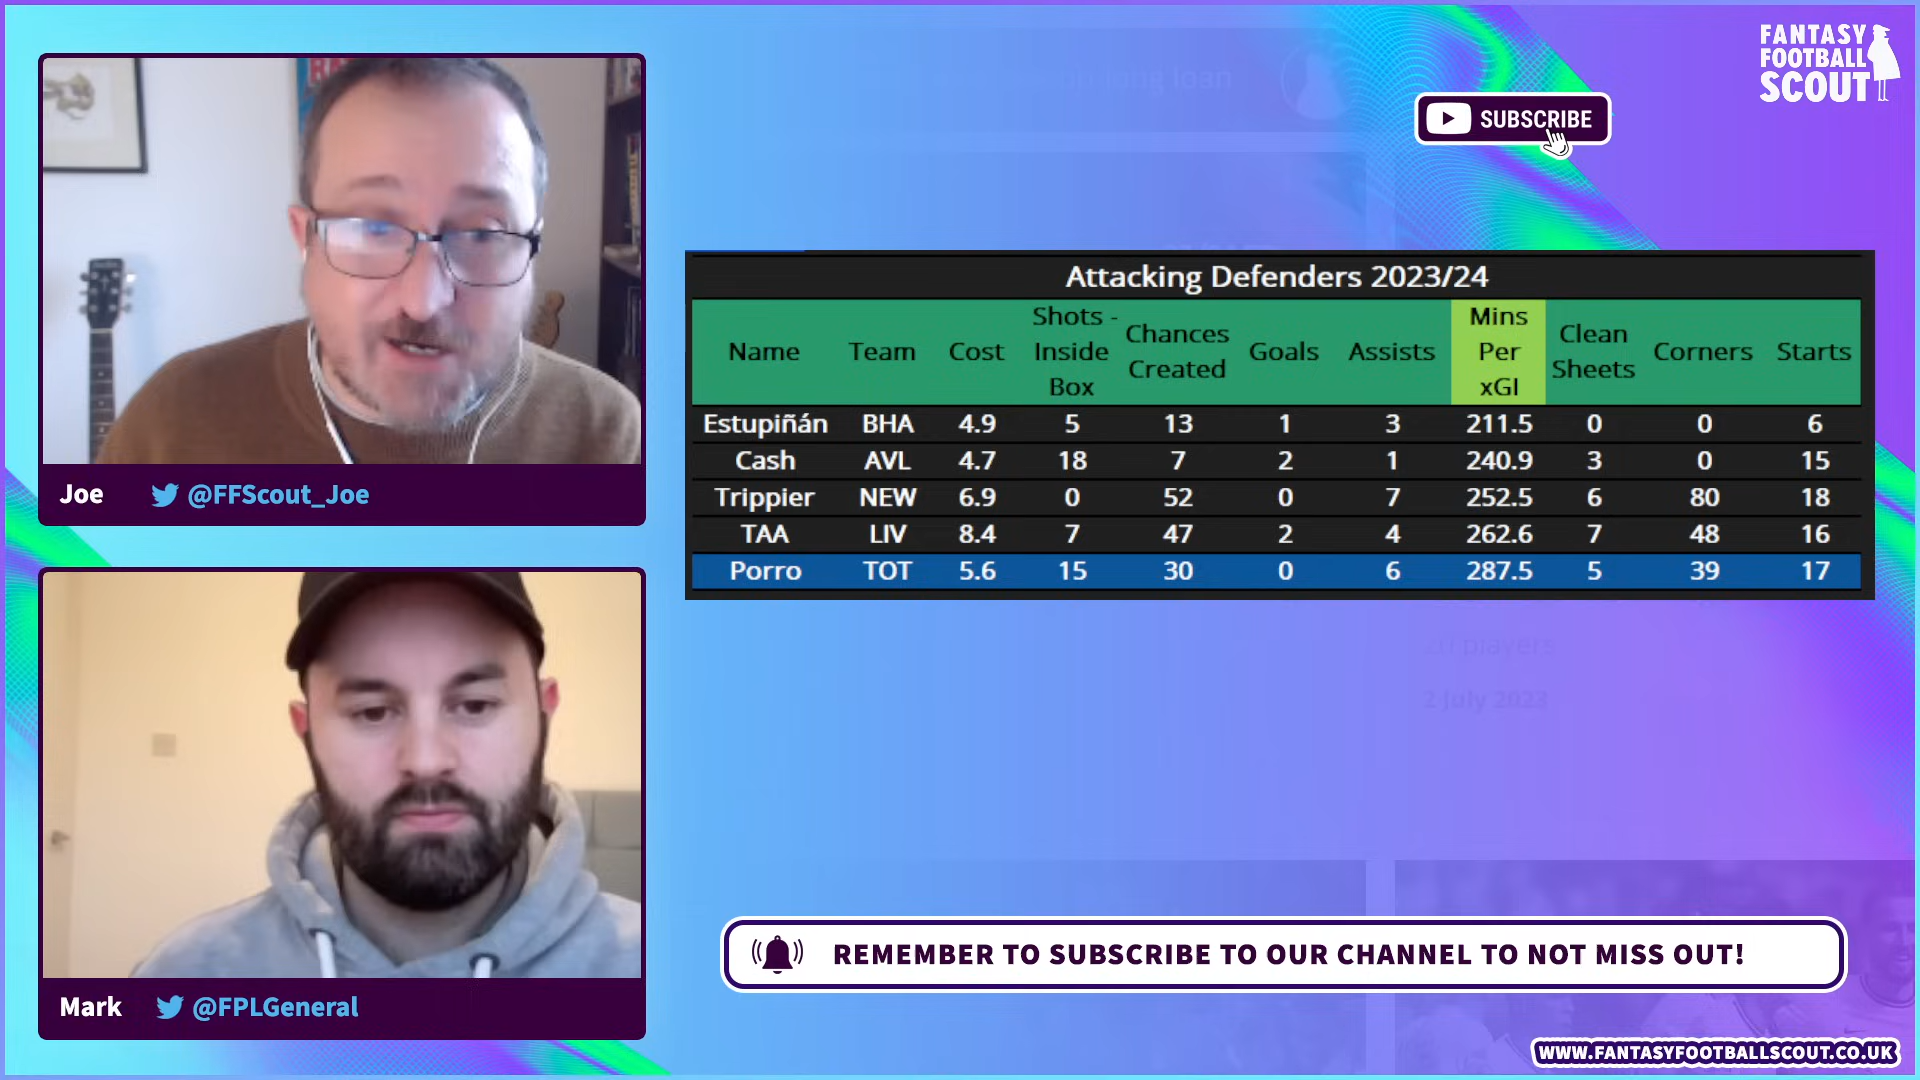 FANTASY
FOOTBALL
SCOUT
SUBSCRIBE
Attacking Defenders 2023/24
Name Team Cost Shots - Inside Box Chances Created Goals Assists Mins Per xGI Clean Sheets Corners Starts
Estupiñán BHA 4.9 5 13 1 3 211.5 0 0 6
Cash AVL 4.7 18 7 2 1 240.9 3 0 15
Trippier NEW 6.9 0 52 0 7 252.5 6 80 18
TAA LIV 8.4 7 47 2 4 262.6 7 48 16
Porro TOT 5.6 15 30 0 6 287.5 5 39 17
Joe @FFScout_Joe
players
2 July 2023
REMEMBER TO SUBSCRIBE TO OUR CHANNEL TO NOT MISS OUT!
Mark @FPLGeneral
WWW.FANTASYFOOTBALLSCOUT.CO.UK